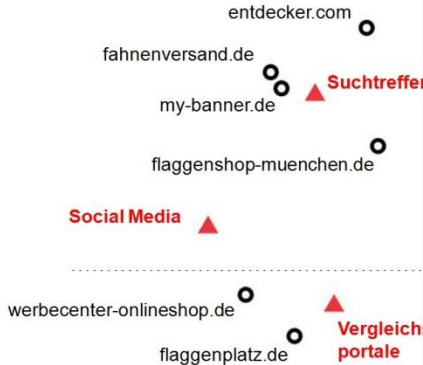 entdecker.com
fahnenversand.de
Suchtreffer
my-banner.de
flaggenshop-muenchen.de
Social Media
werbecenter-onlineshop.de
Vergleichs
portale
flaggenplatz.de